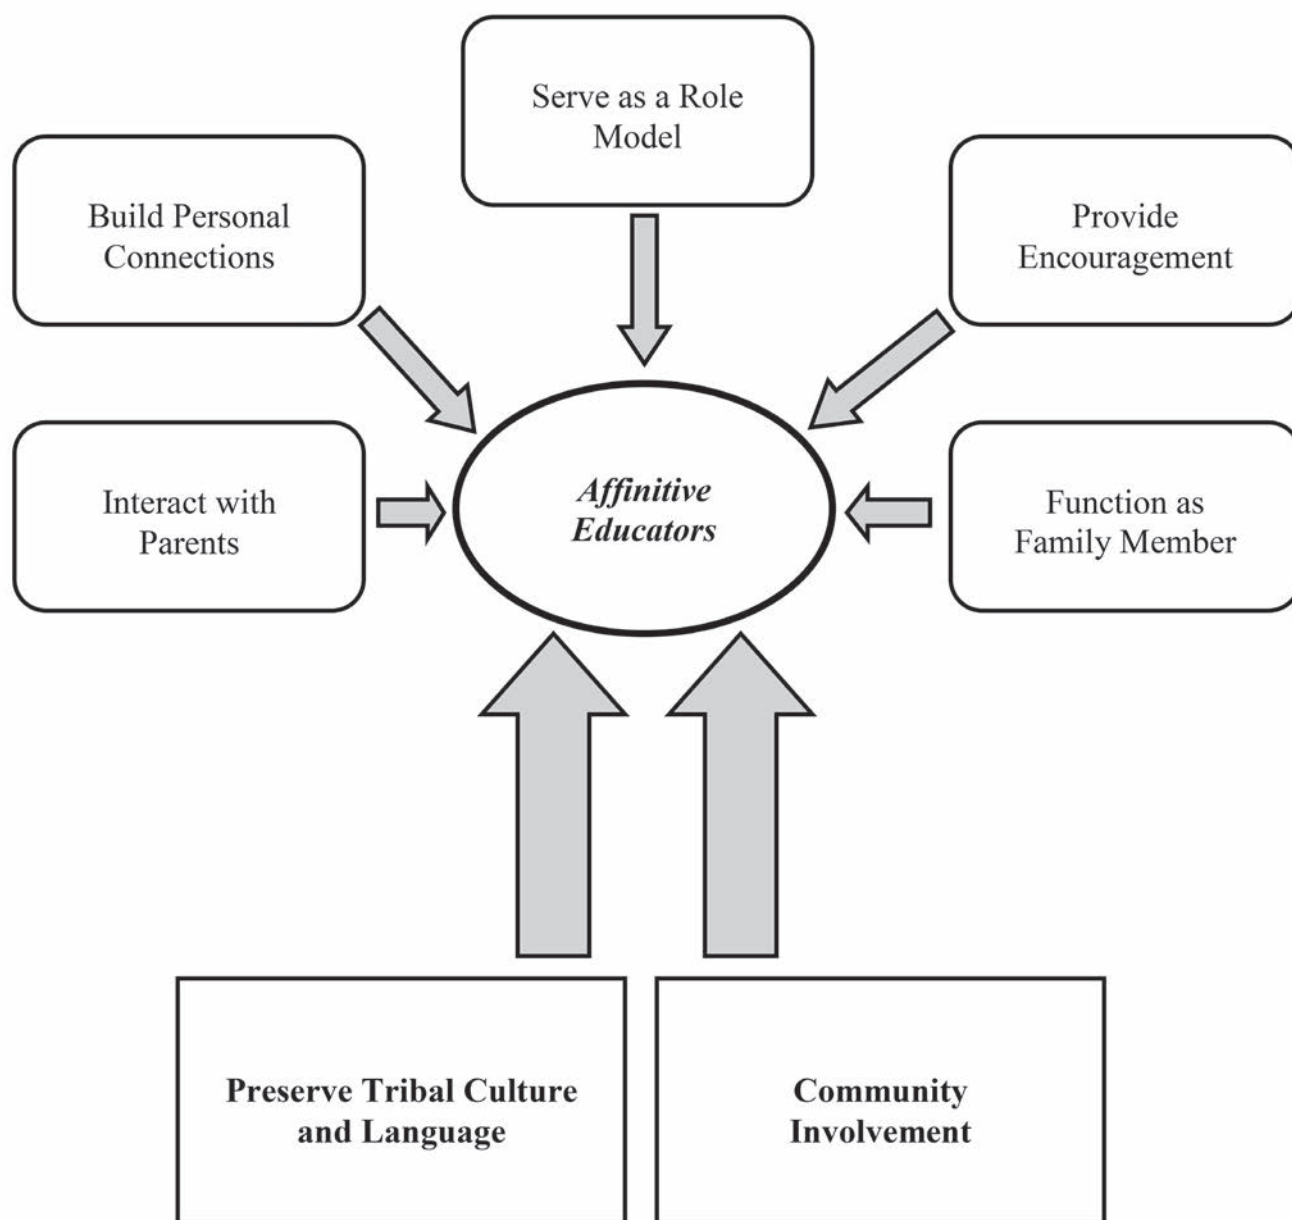 Serve as a Role
Model
Build Personal
Connections
Provide
Encouragement
Interact with
Parents
Affinitive
Educators
Function as
Family Member
Preserve Tribal Culture
and Language
Community
Involvement